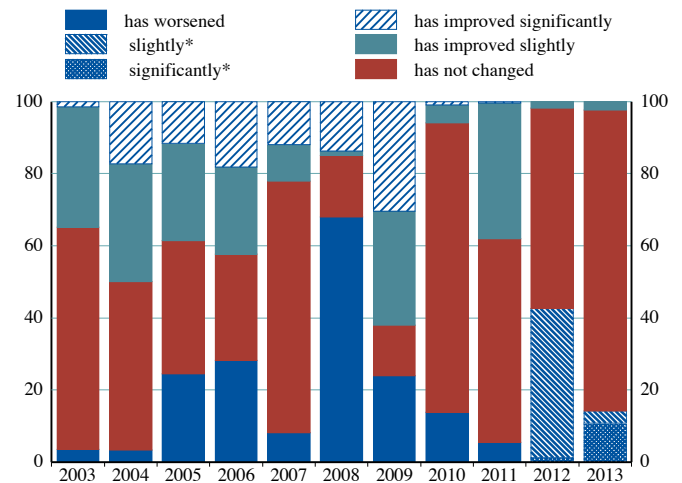 has worsened
slightly*
significantly*
has improved significantly
has improved slightly
has not changed
100 100
80 80
60 60
40 40
20 20
0 0
2003 2004 2005 2006 2007 2008 2009 2010 2011 2012 2013